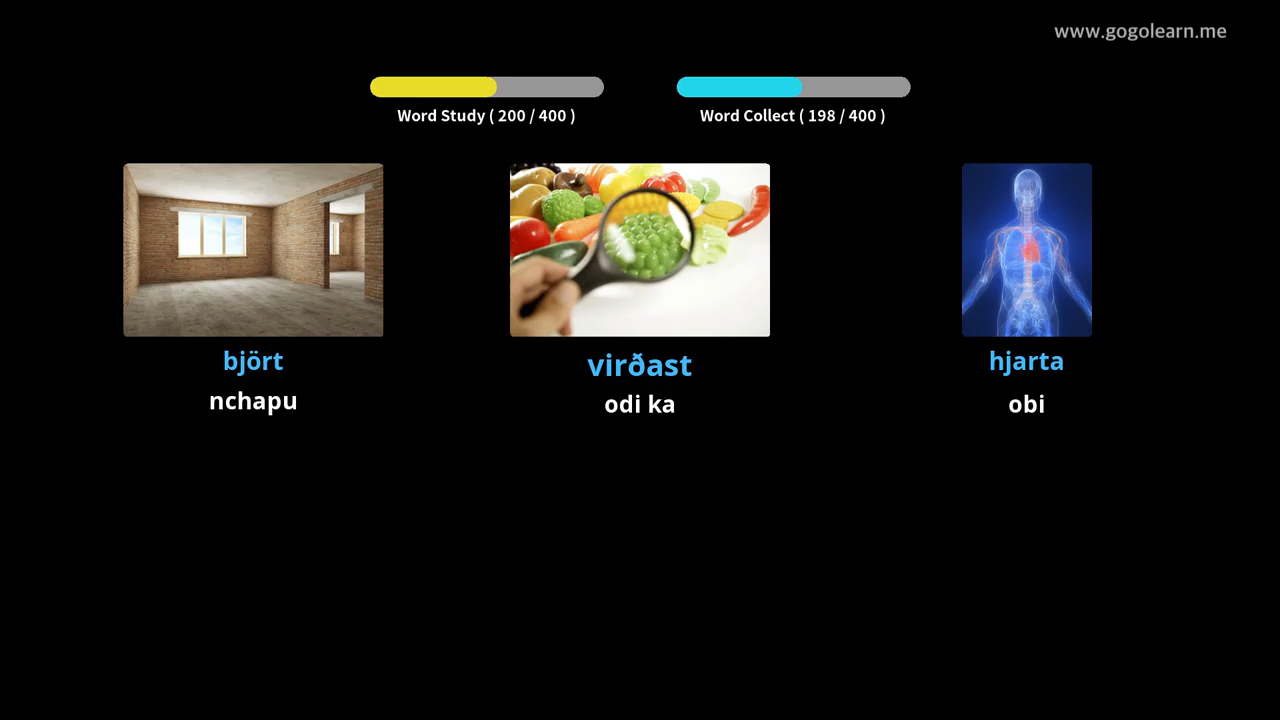 www.gogolearn.me
Word Study ( 200 / 400 )
Word Collect ( 198 / 400 )
björt
nchapu
virðast
odi ka
hjarta
obi